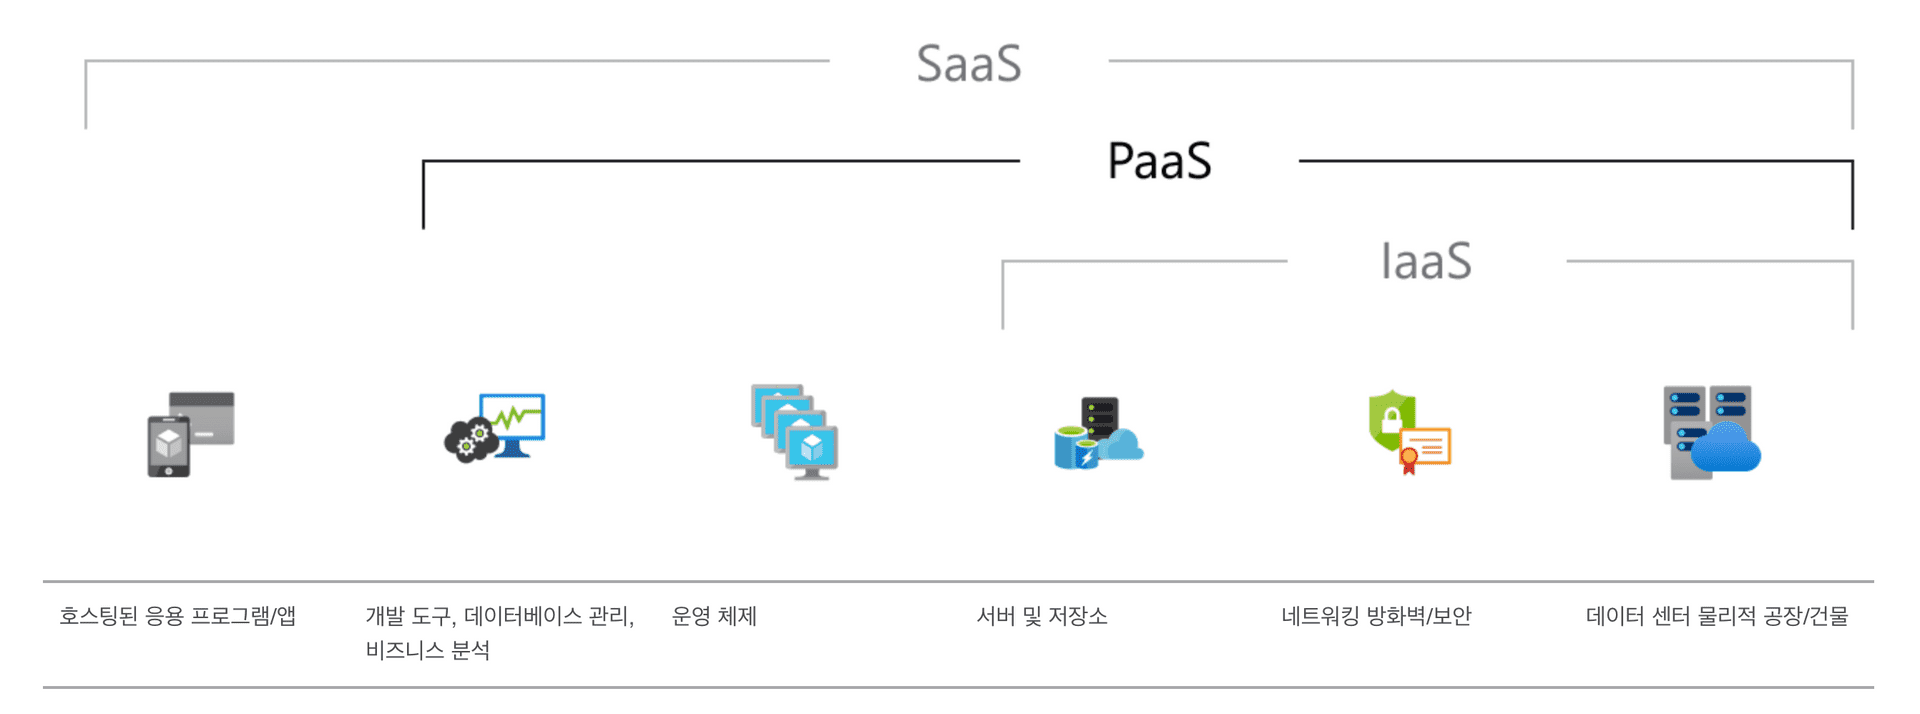 SaaS
PaaS
IaaS
호스팅된 응용 프로그램/앱
개발 도구, 데이터베이스 관리,
비즈니스 분석
운영 체제
서버 및 저장소
네트워킹 방화벽/보안
데이터 센터 물리적 공장/건물